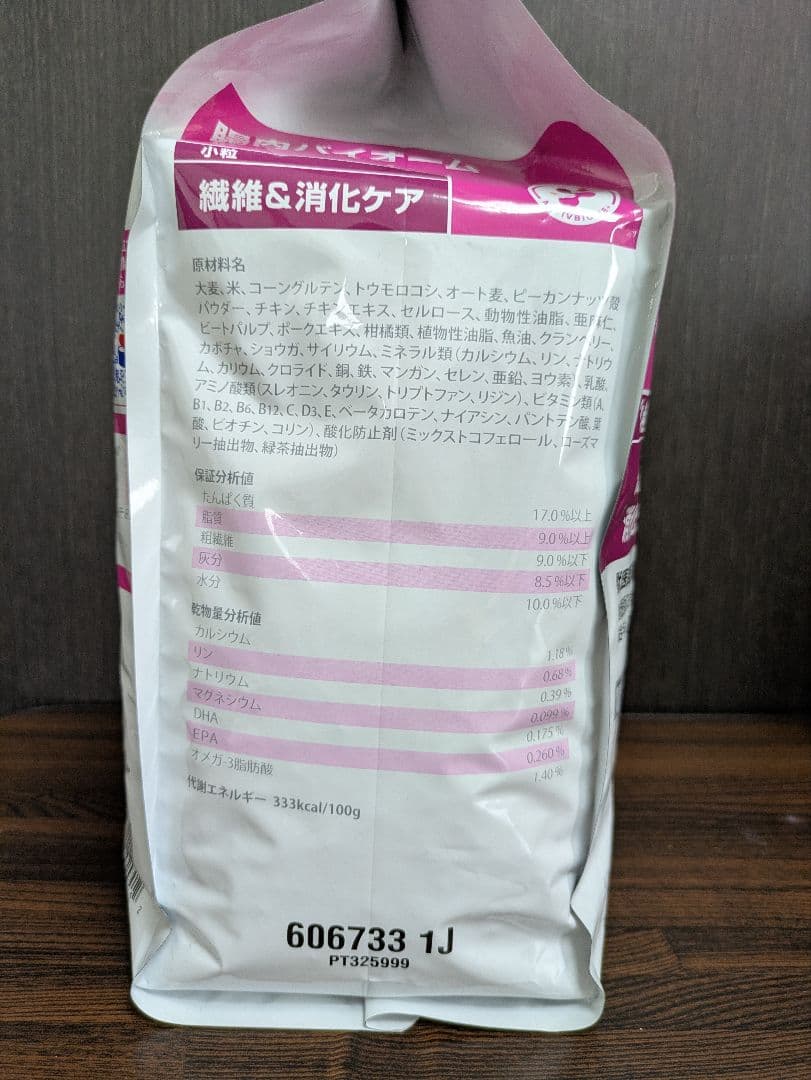 腸内バイオーム
小粒
繊維&消化ケア
原材料名
大麦、米、コーングルテン、トウモロコシ、オート麦、ピーカンナッツ殻
パウダー、チキン、チキンエキス、セルロース、動物性油脂、亜麻仁、
ビートパルプ、ポークエキス、柑橘類、植物性油脂、魚油、クランベリー、
カボチャ、ショウガ、サイリウム、ミネラル類(カルシウム、リン、ナトリウ
ム、カリウム、クロライド、銅、鉄、マンガン、セレン、亜鉛、ヨウ素)、乳酸、
アミノ酸類(スレオニン、タウリン、トリプトファン、リジン)、ビタミン類(A、
B1、B2、B6、B12、C、D3、E、ベータカロテン、ナイアシン、パントテン酸、葉
酸、ビオチン、コリン)、酸化防止剤(ミックストコフェロール、ローズマ
リー抽出物、緑茶抽出物)
保証分析値
たんぱく質 17.0%以上
脂質 9.0%以上
粗繊維 9.0%以下
灰分 8.5%以下
水分 10.0%以下
乾物量分析値
カルシウム 1.18%
リン 0.68%
ナトリウム 0.39%
マグネシウム 0.099%
DHA 0.175%
EPA 0.260%
オメガ-3脂肪酸 1.40%
代謝エネルギー 333kcal/100g
606733 1J
PT325999